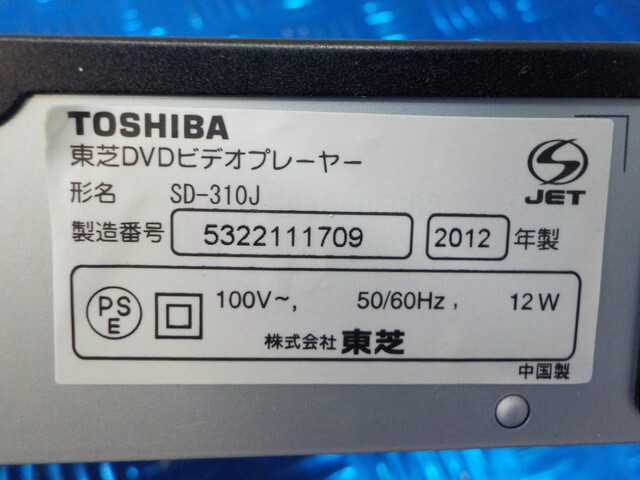 TOSHIBA
東芝DVDビデオプレーヤー
形名 SD-310J
JET
製造番号 5322111709 2012 年製
PSE 100V~, 50/60Hz, 12W
株式会社 東芝
中国製